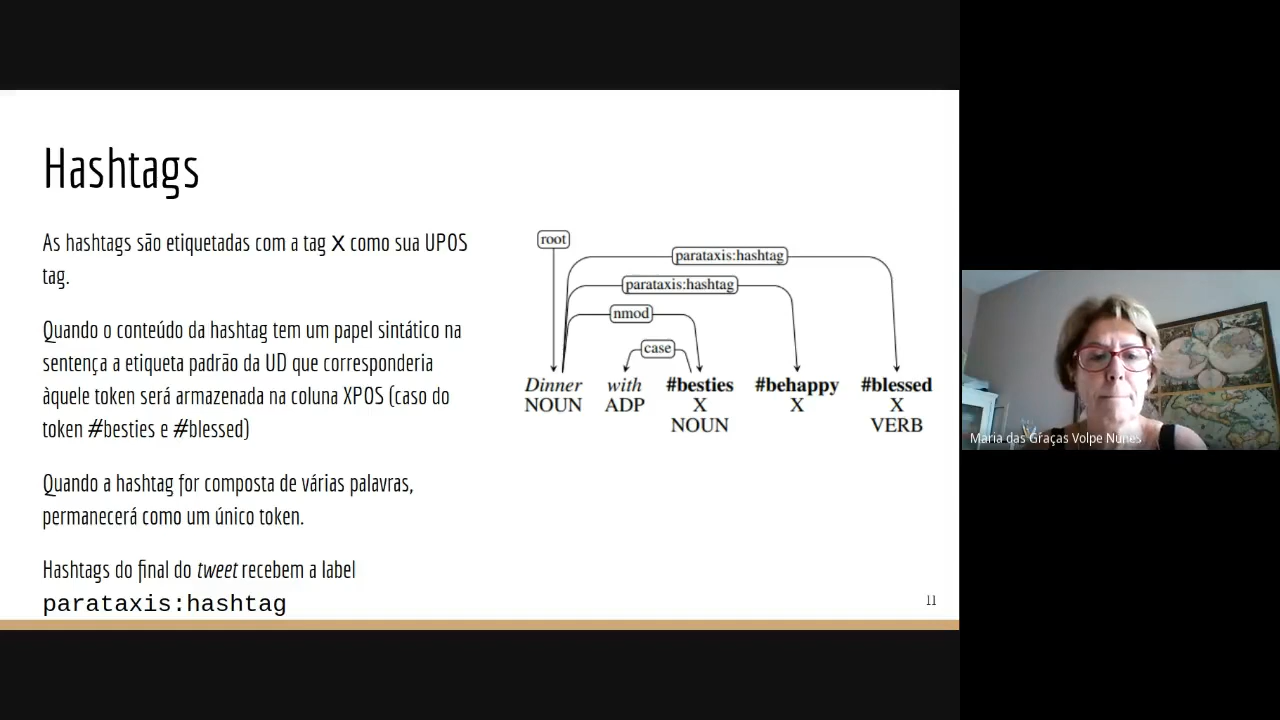 Hashtags
As hashtags são etiquetadas com a tag X como sua UPOS
tag.
Quando o conteúdo da hashtag tem um papel sintático na
sentença a etiqueta padrão da UD que corresponderia
àquele token será armazenada na coluna XPOS (caso do
token #besties e #blessed)
Quando a hashtag for composta de várias palavras,
permanecerá como um único token.
Hashtags do final do tweet recebem a label
parataxis:hashtag
root
parataxis:hashtag
parataxis:hashtag
nmod
case
Dinner with #besties #behappy #blessed
NOUN ADP X X X
NOUN VERB
11
Maria das Graças Volpe Nunes